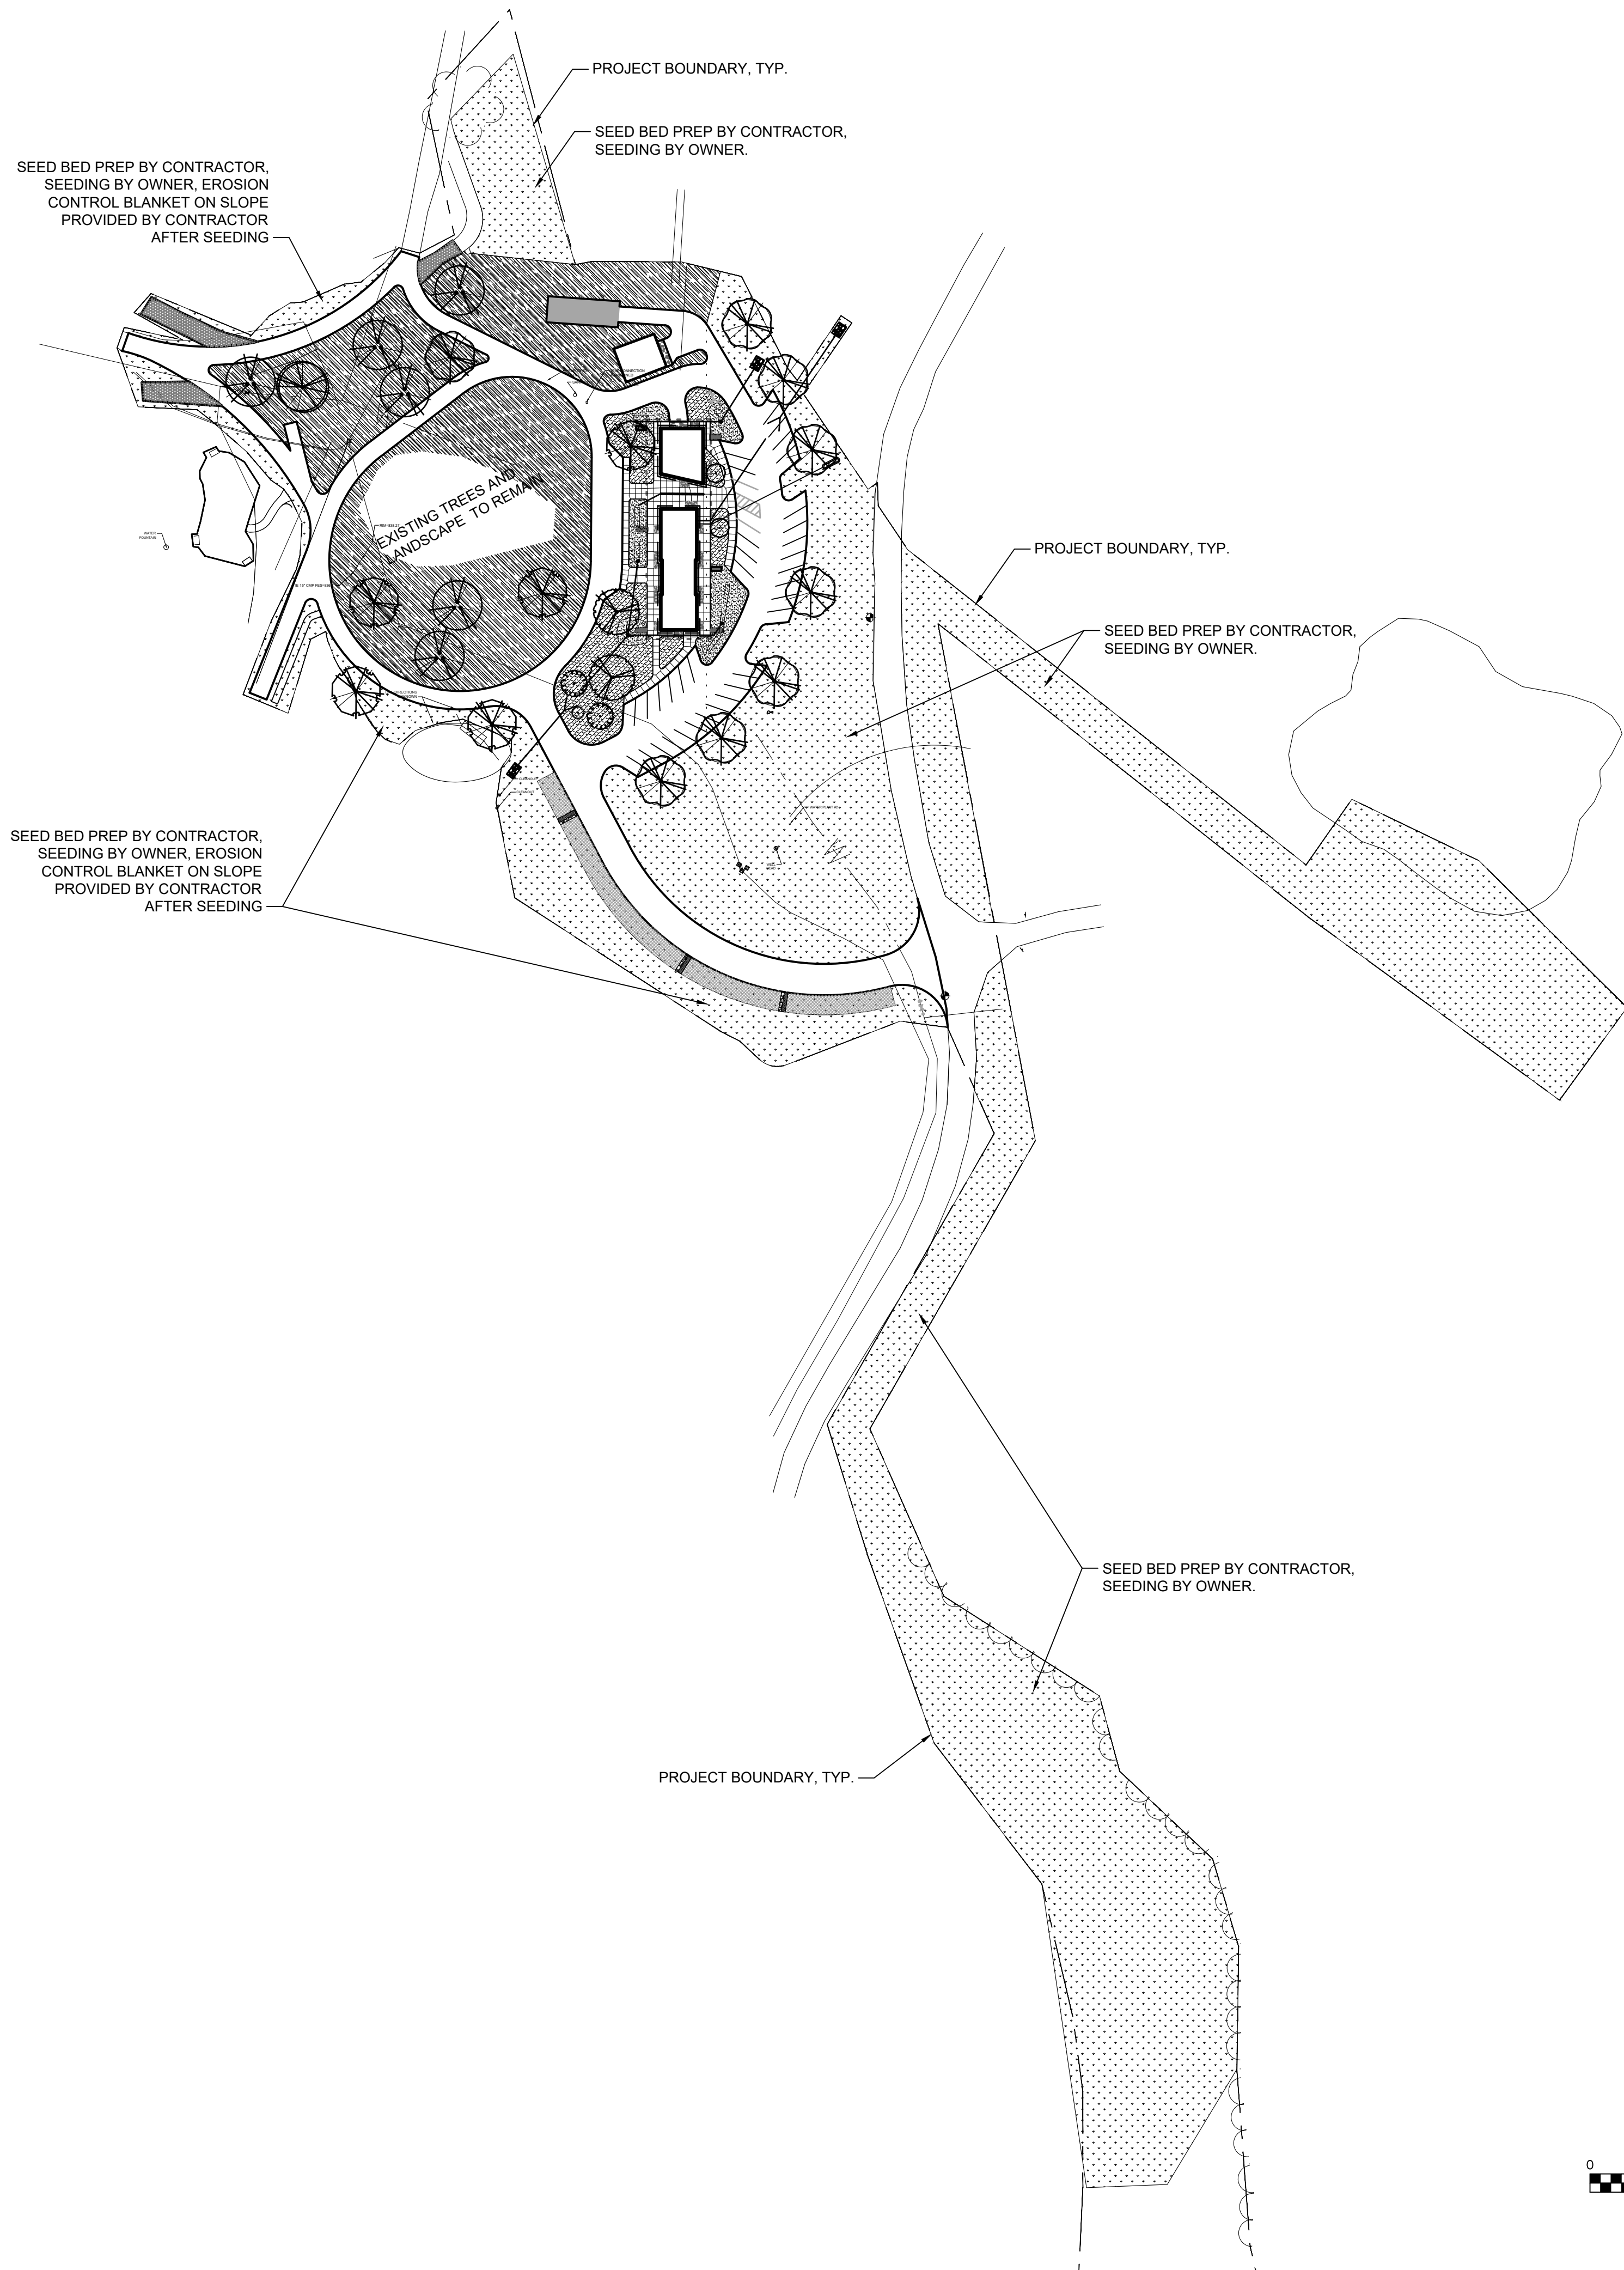 PROJECT BOUNDARY, TYP.
SEED BED PREP BY CONTRACTOR,
SEEDING BY OWNER.
SEED BED PREP BY CONTRACTOR,
SEEDING BY OWNER, EROSION
CONTROL BLANKET ON SLOPE
PROVIDED BY CONTRACTOR
AFTER SEEDING
EXISTING TREES AND
LANDSCAPE TO REMAIN
WATER
FOUNTAIN
PROJECT BOUNDARY, TYP.
SEED BED PREP BY CONTRACTOR,
SEEDING BY OWNER.
SEED BED PREP BY CONTRACTOR,
SEEDING BY OWNER, EROSION
CONTROL BLANKET ON SLOPE
PROVIDED BY CONTRACTOR
AFTER SEEDING
SEED BED PREP BY CONTRACTOR,
SEEDING BY OWNER.
PROJECT BOUNDARY, TYP.
0